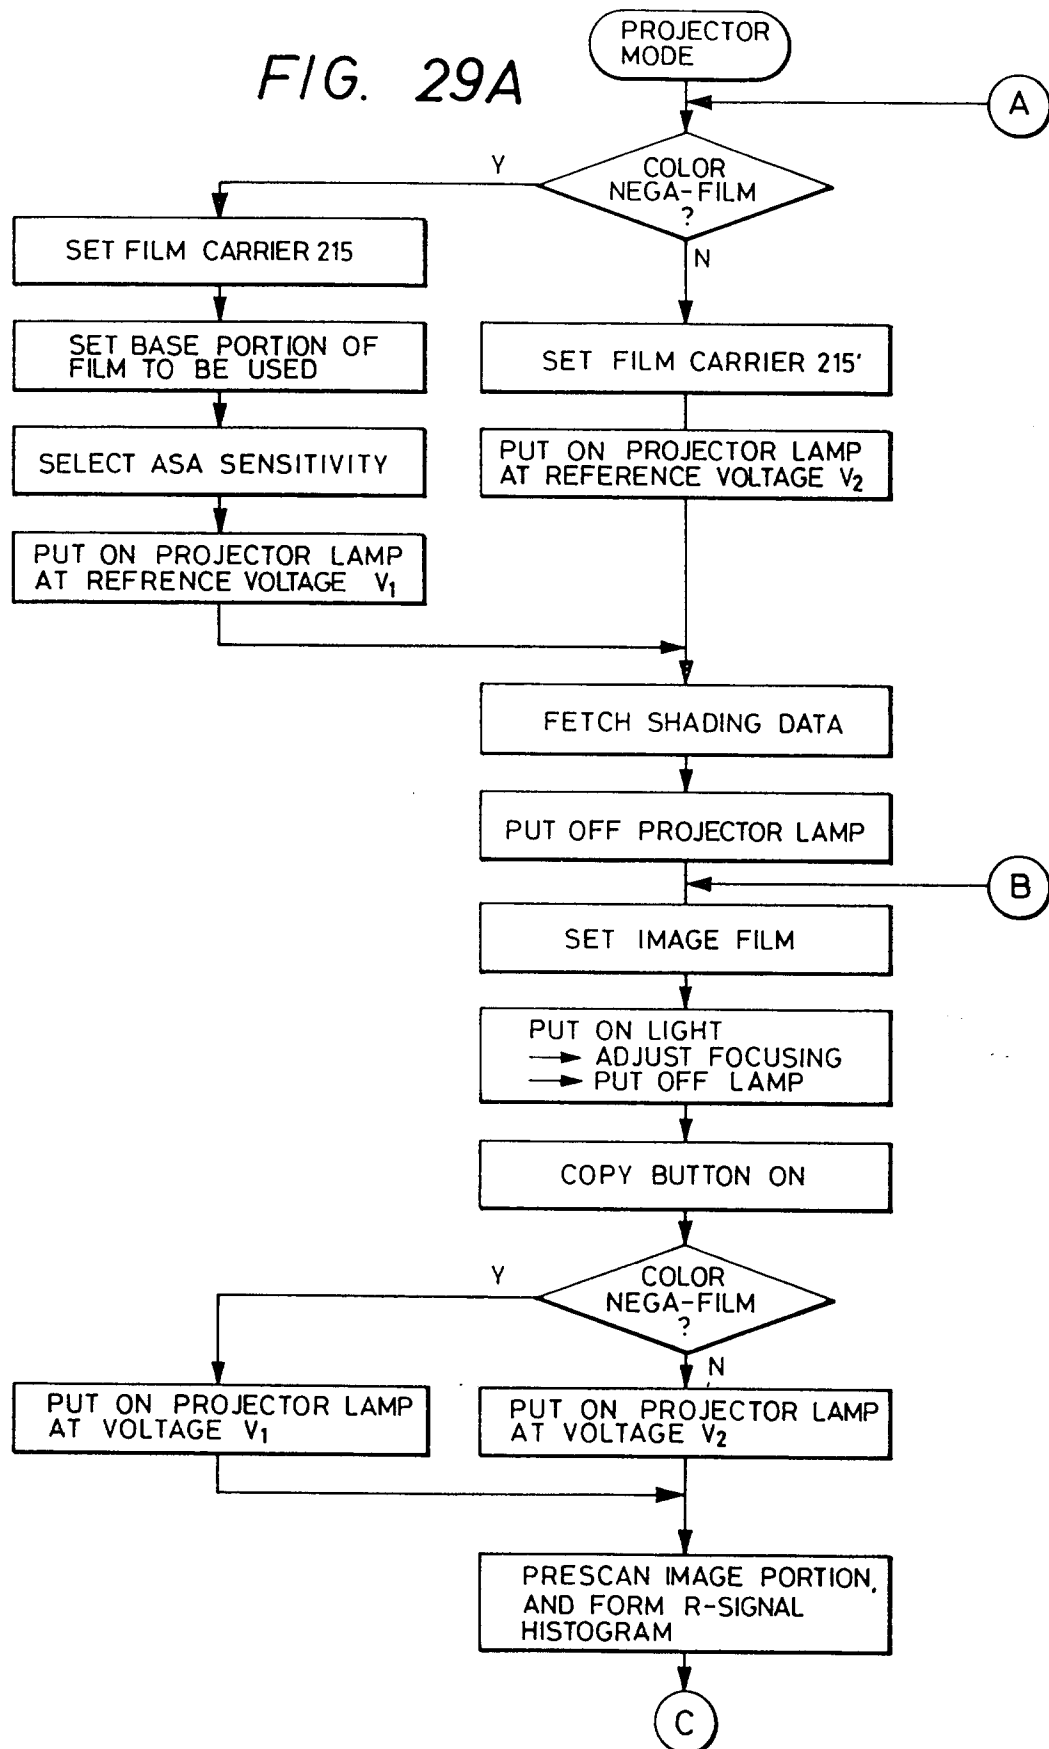 FIG. 29A
PROJECTOR
MODE
A
COLOR
NEGA-FILM
?
Y
N
SET FILM CARRIER 215
SET BASE PORTION OF
FILM TO BE USED
SELECT ASA SENSITIVITY
PUT ON PROJECTOR LAMP
AT REFRENCE VOLTAGE V1
SET FILM CARRIER 215'
PUT ON PROJECTOR LAMP
AT REFERENCE VOLTAGE V2
FETCH SHADING DATA
PUT OFF PROJECTOR LAMP
B
SET IMAGE FILM
PUT ON LIGHT
→ ADJUST FOCUSING
→ PUT OFF LAMP
COPY BUTTON ON
COLOR
NEGA-FILM
?
Y
N
PUT ON PROJECTOR LAMP
AT VOLTAGE V1
PUT ON PROJECTOR LAMP
AT VOLTAGE V2
PRESCAN IMAGE PORTION,
AND FORM R-SIGNAL
HISTOGRAM
C